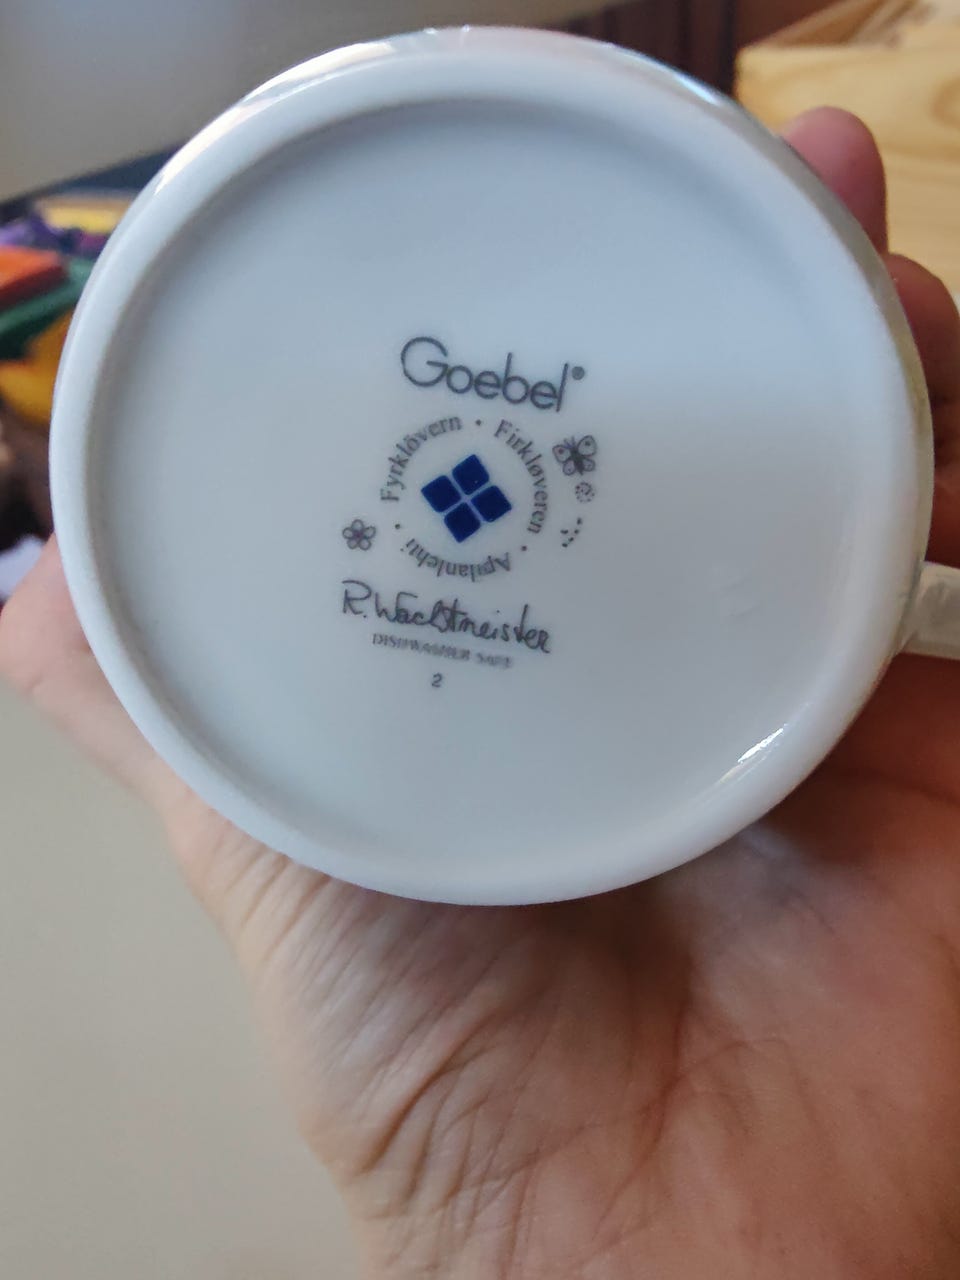 Goebel
Fyrklövern • Firkløveren • Apilanlehti •
R. Wachtmeister
DISHWASHER SAFE
2